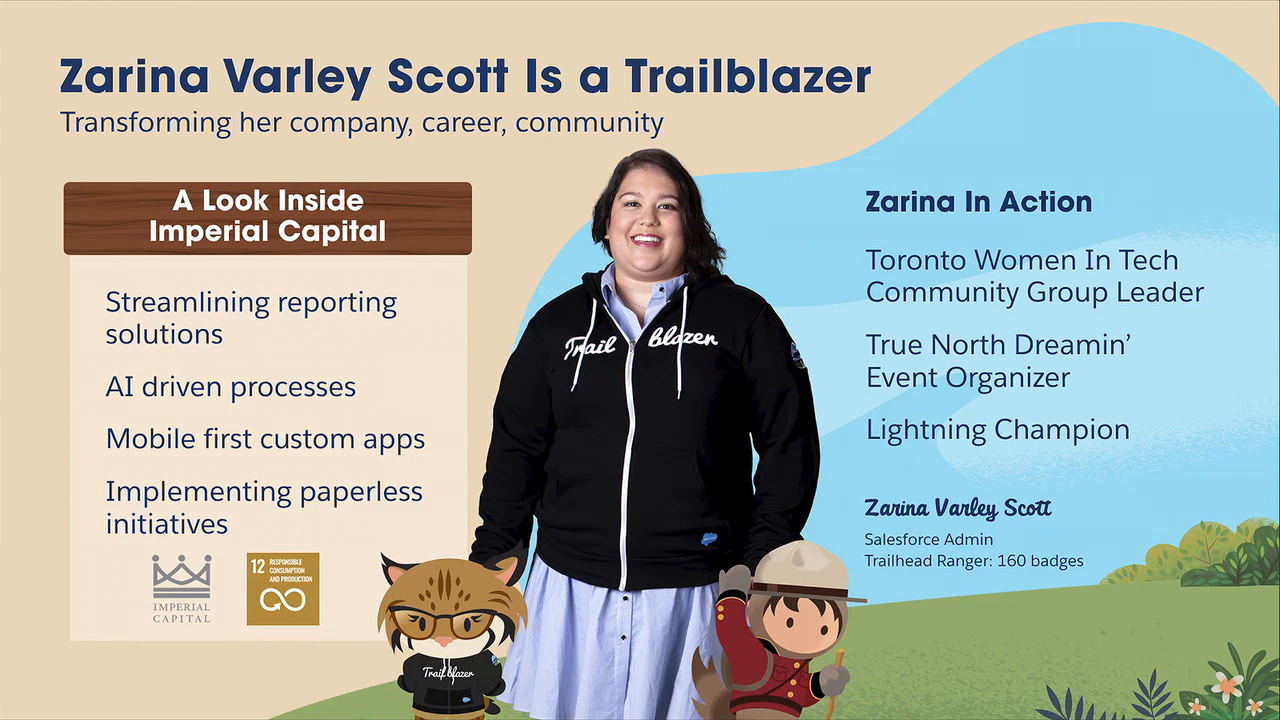 Zarina Varley Scott Is a Trailblazer
Transforming her company, career, community
A Look Inside
Imperial Capital
Streamlining reporting
solutions
AI driven processes
Mobile first custom apps
Implementing paperless
initiatives
IMPERIAL
CAPITAL
12 RESPONSIBLE
CONSUMPTION
AND PRODUCTION
Trail blazer
Trail blazer
Zarina In Action
Toronto Women In Tech
Community Group Leader
True North Dreamin’
Event Organizer
Lightning Champion
Zarina Varley Scott
Salesforce Admin
Trailhead Ranger: 160 badges